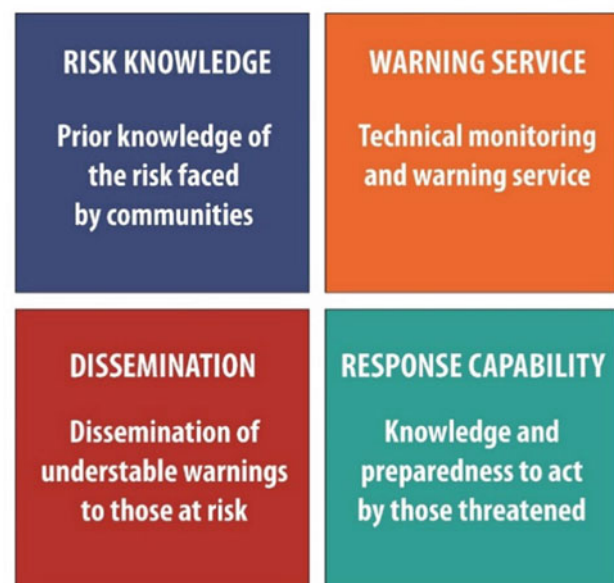 RISK KNOWLEDGE
Prior knowledge of
the risk faced
by communities
WARNING SERVICE
Technical monitoring
and warning service
DISSEMINATION
Dissemination of
understable warnings
to those at risk
RESPONSE CAPABILITY
Knowledge and
preparedness to act
by those threatened